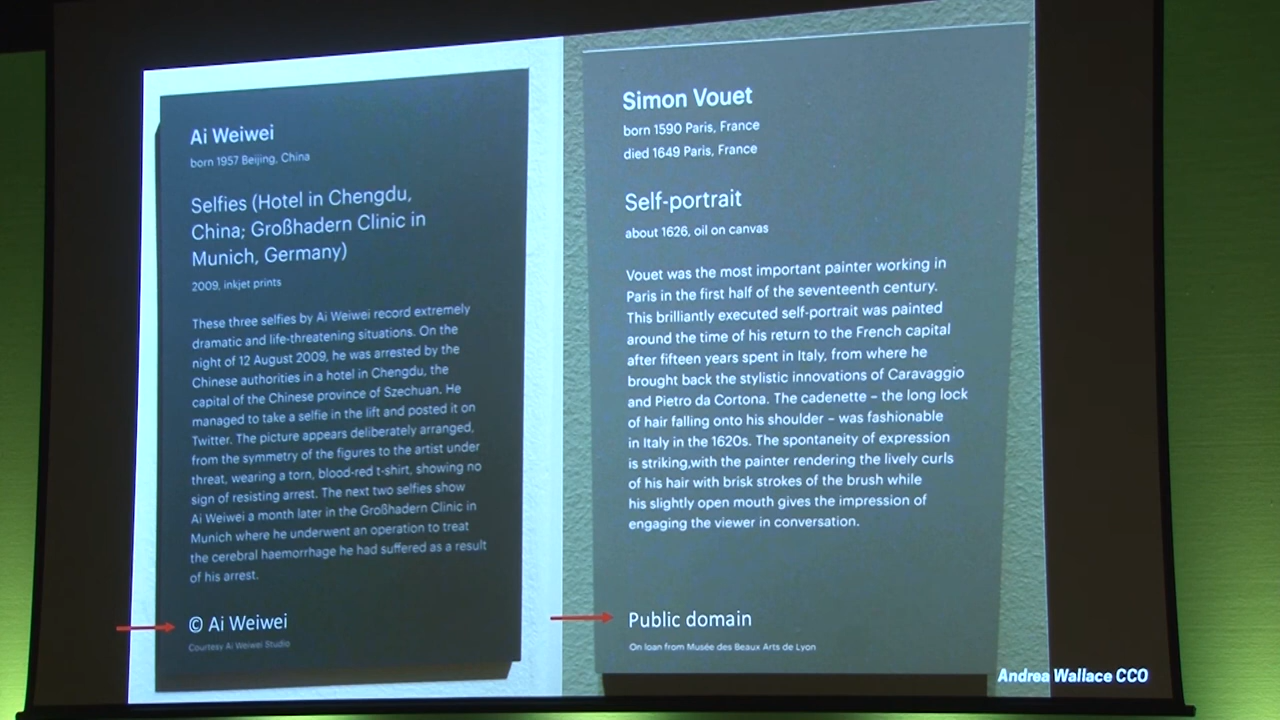 Ai Weiwei
born 1957 Beijing, China
Selfies (Hotel in Chengdu,
China; Großhadern Clinic in
Munich, Germany)
2009, inkjet prints
These three selfies by Ai Weiwei record extremely
dramatic and life-threatening situations. On the
night of 12 August 2009, he was arrested by the
Chinese authorities in a hotel in Chengdu, the
capital of the Chinese province of Szechuan. He
managed to take a selfie in the lift and posted it on
Twitter. The picture appears deliberately arranged,
from the symmetry of the figures to the artist under
threat, wearing a torn, blood-red t-shirt, showing no
sign of resisting arrest. The next two selfies show
Ai Weiwei a month later in the Großhadern Clinic in
Munich where he underwent an operation to treat
the cerebral haemorrhage he had suffered as a result
of his arrest.
© Ai Weiwei
Courtesy Ai Weiwei Studio
Simon Vouet
born 1590 Paris, France
died 1649 Paris, France
Self-portrait
about 1626, oil on canvas
Vouet was the most important painter working in
Paris in the first half of the seventeenth century.
This brilliantly executed self-portrait was painted
around the time of his return to the French capital
after fifteen years spent in Italy, from where he
brought back the stylistic innovations of Caravaggio
and Pietro da Cortona. The cadenette – the long lock
of hair falling onto his shoulder – was fashionable
in Italy in the 1620s. The spontaneity of expression
is striking,with the painter rendering the lively curls
of his hair with brisk strokes of the brush while
his slightly open mouth gives the impression of
engaging the viewer in conversation.
Public domain
On loan from Musée des Beaux Arts de Lyon
Andrea Wallace CC0